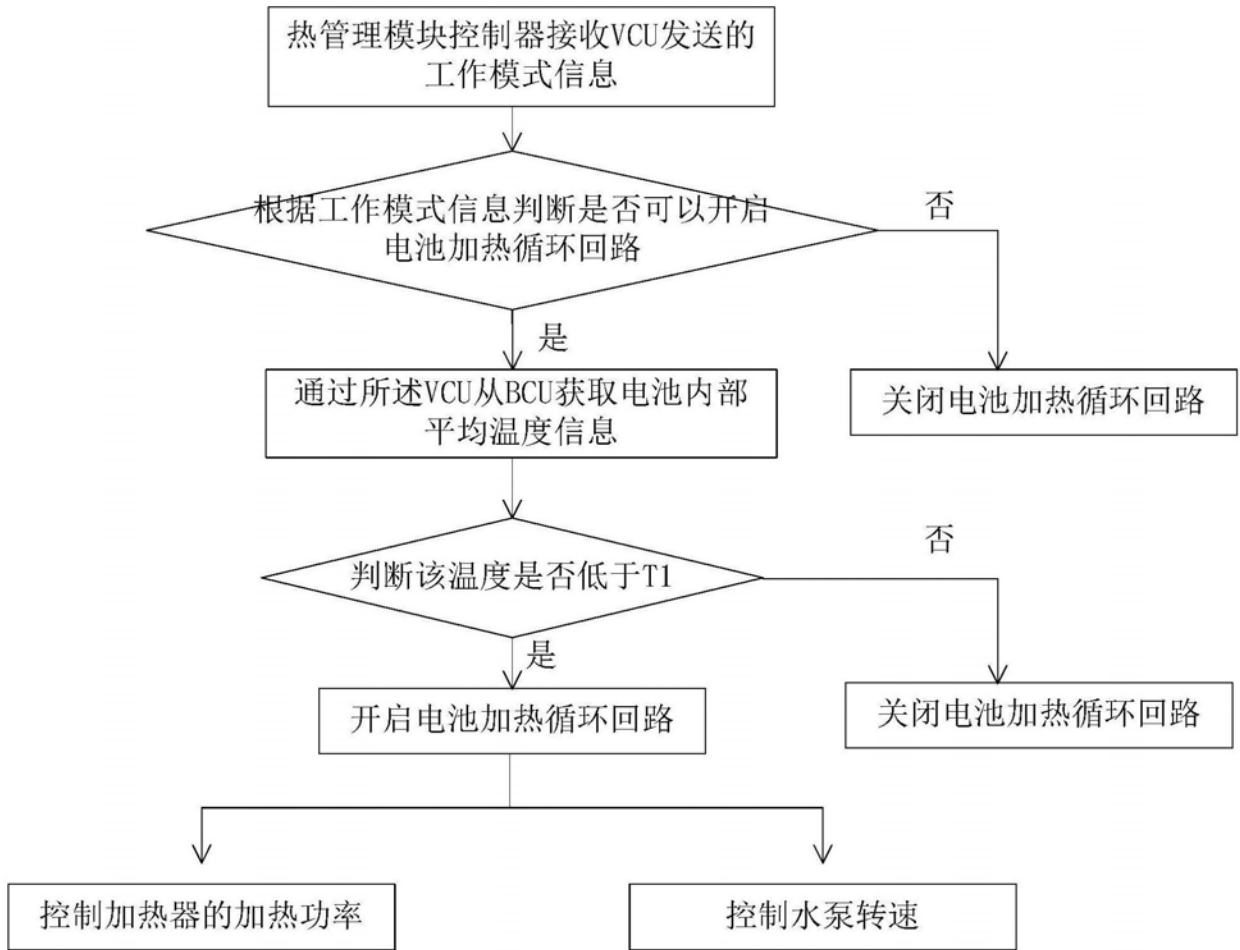 热管理模块控制器接收VCU发送的
工作模式信息
根据工作模式信息判断是否可以开启
电池加热循环回路
否
是
通过所述VCU从BCU获取电池内部
平均温度信息
关闭电池加热循环回路
判断该温度是否低于T1
否
是
开启电池加热循环回路
关闭电池加热循环回路
控制加热器的加热功率
控制水泵转速